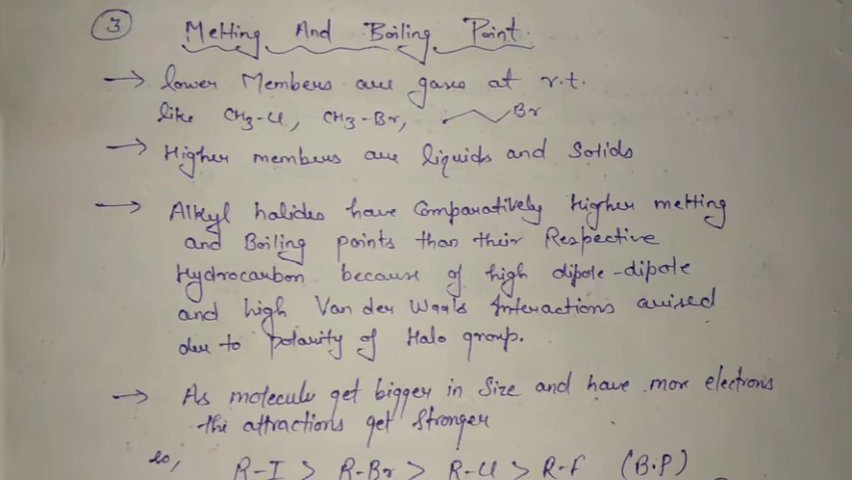 3 Melting And Boiling Point.
→ lower Members are gases at r.t.
like CH3-Cl, CH3-Br, Br
→ Higher members are liquids and Solids
→ Alkyl halides have Comparatively higher melting
and Boiling points than their Respective
Hydrocarbon because of high dipole-dipole
and high Van der Waals Interactions arised
due to polarity of Halo group.
→ As molecule get bigger in Size and have more electrons
the attractions get Stronger
so, R-I > R-Br > R-Cl > R-F (B.P)